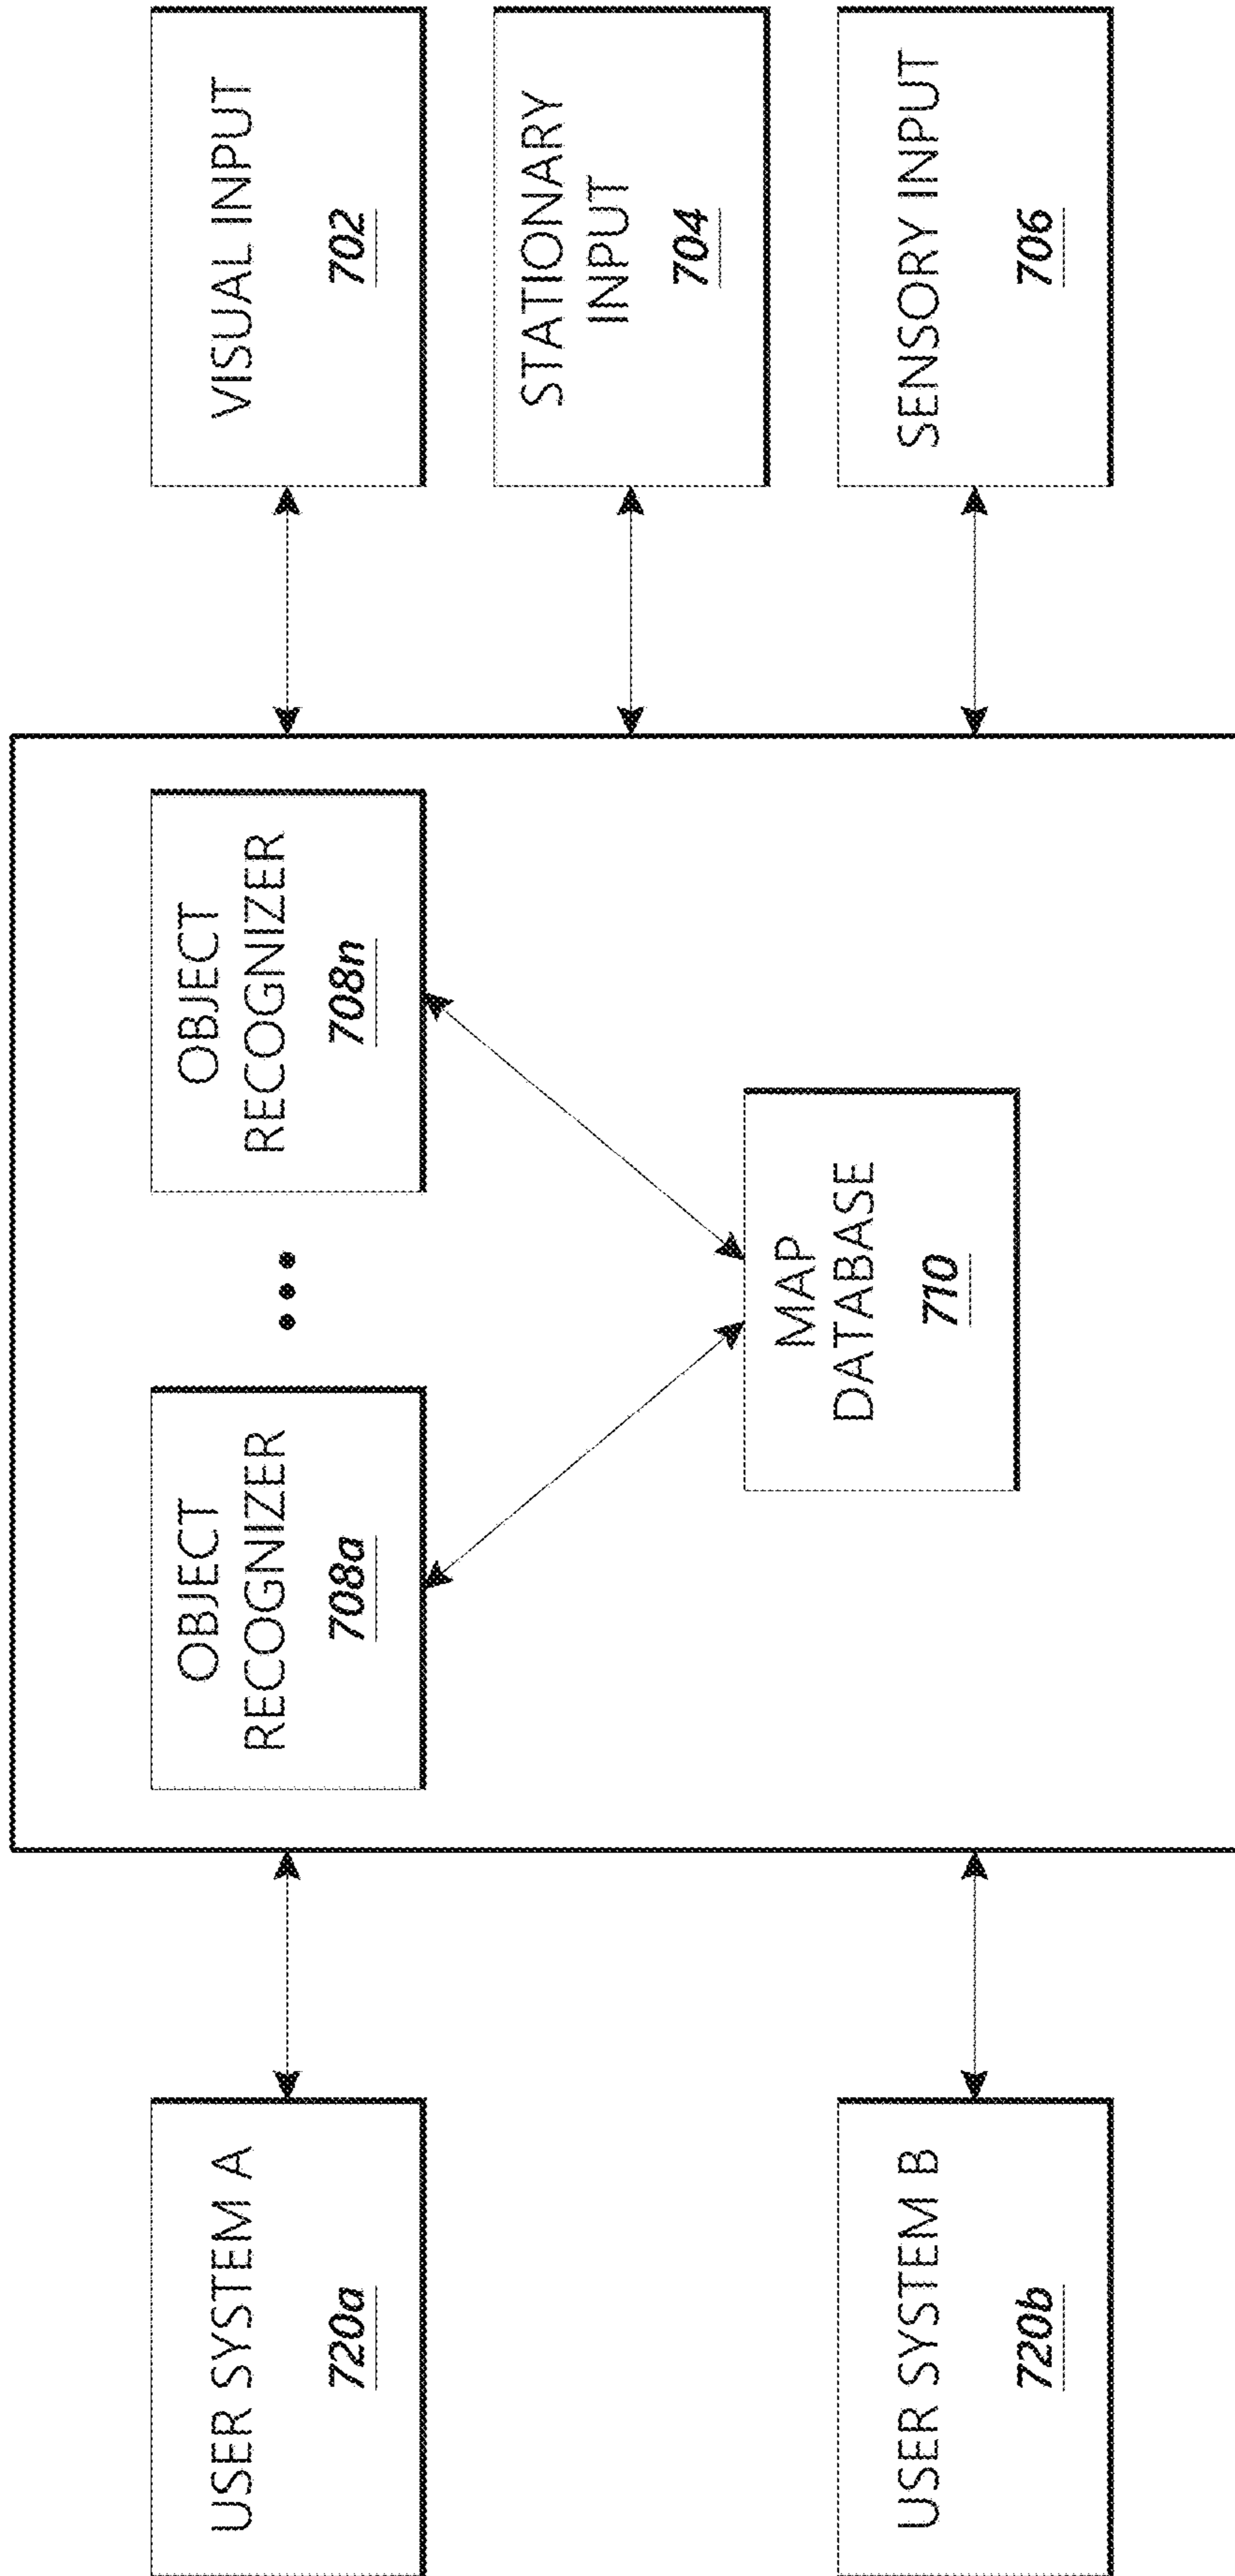 USER SYSTEM A
720a
USER SYSTEM B
720b
OBJECT
RECOGNIZER
708a
OBJECT
RECOGNIZER
708n
MAP
DATABASE
710
VISUAL INPUT
702
STATIONARY
INPUT
704
SENSORY INPUT
706